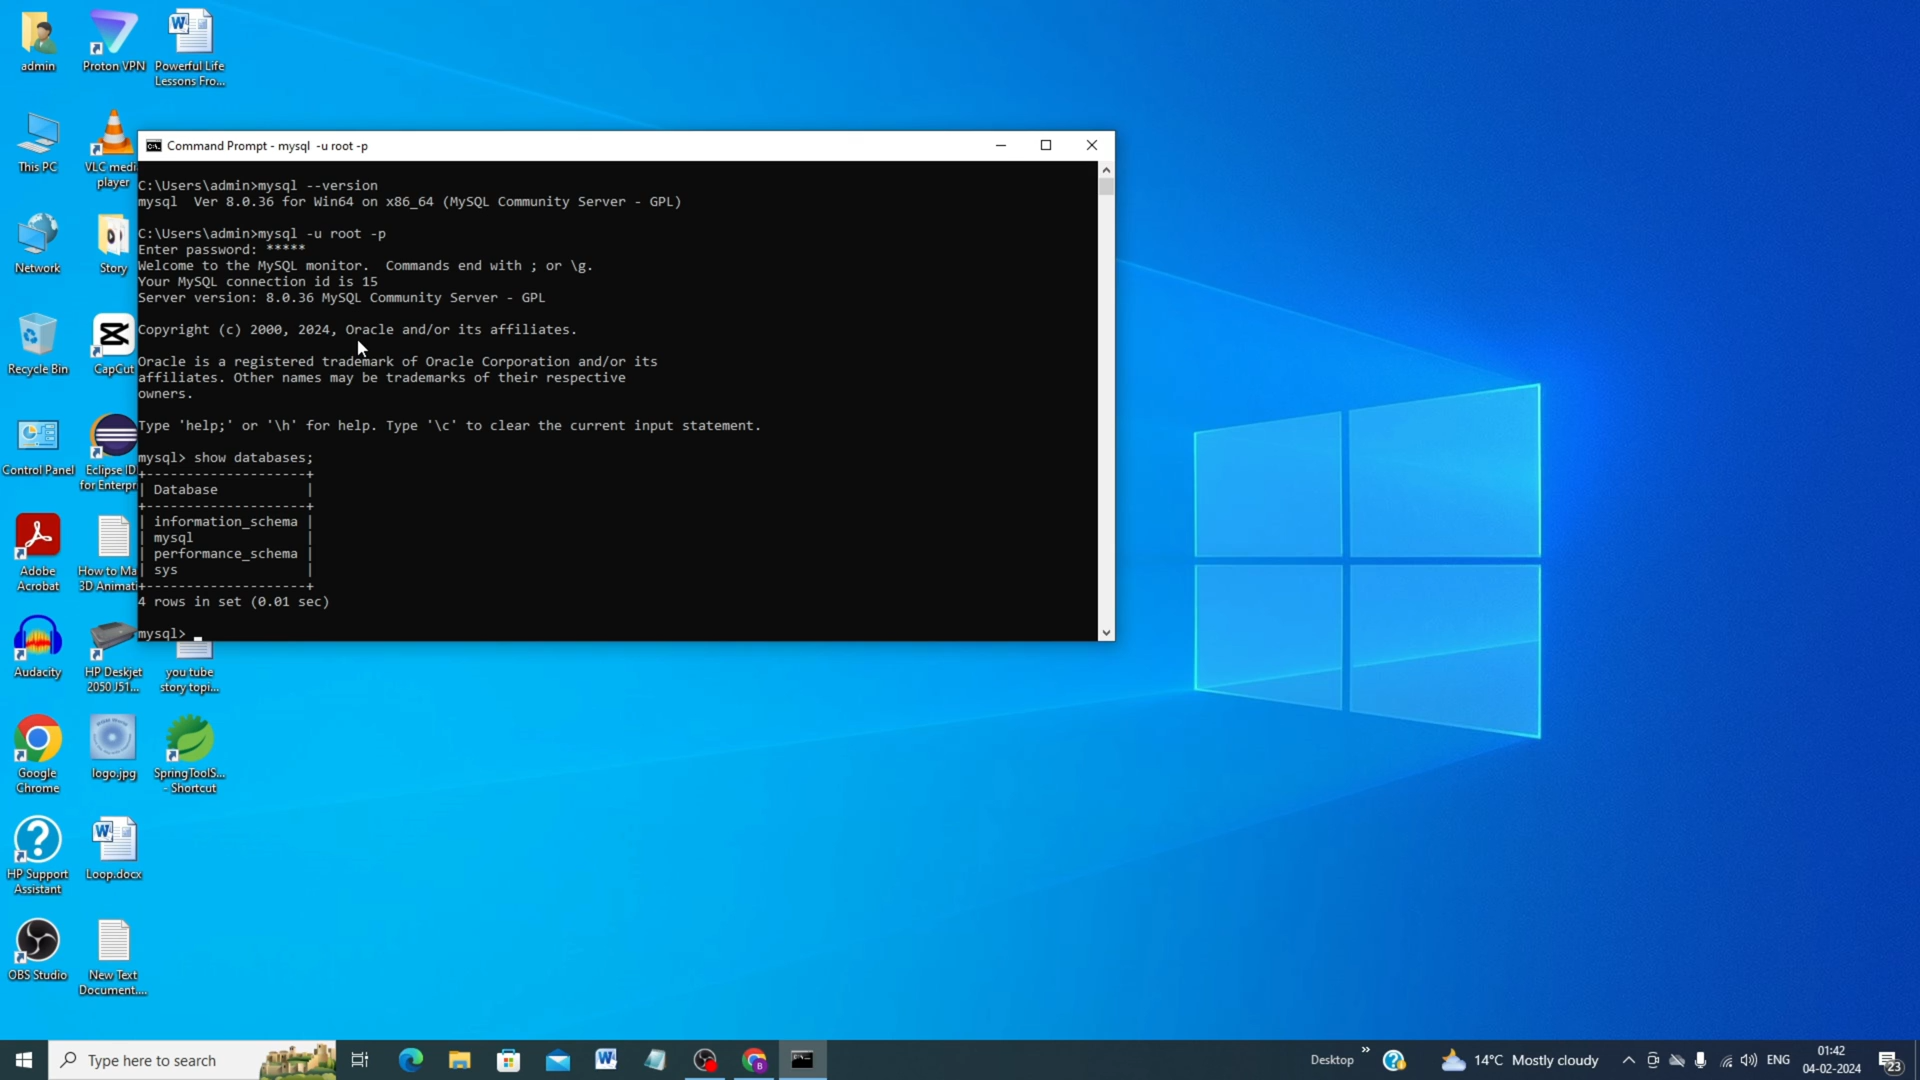 admin
Proton VPN
Powerful Life
Lessons Fro...
This PC
VLC medi
player
Network
Story
Recycle Bin
CapCut
Control Panel
Eclipse ID
for Enterpr
Adobe
Acrobat
How to Ma
3D Animati
Audacity
HP Deskjet
2050 J51...
you tube
story topi...
Google
Chrome
logo.jpg
SpringToolS...
- Shortcut
HP Support
Assistant
Loop.docx
OBS Studio
New Text
Document....
Command Prompt - mysql  -u root -p
C:\Users\admin>mysql --version
mysql  Ver 8.0.36 for Win64 on x86_64 (MySQL Community Server - GPL)
C:\Users\admin>mysql -u root -p
Enter password: *****
Welcome to the MySQL monitor.  Commands end with ; or \g.
Your MySQL connection id is 15
Server version: 8.0.36 MySQL Community Server - GPL
Copyright (c) 2000, 2024, Oracle and/or its affiliates.
Oracle is a registered trademark of Oracle Corporation and/or its
affiliates. Other names may be trademarks of their respective
owners.
Type 'help;' or '\h' for help. Type '\c' to clear the current input statement.
mysql> show databases;
+--------------------+
| Database           |
+--------------------+
| information_schema |
| mysql              |
| performance_schema |
| sys                |
+--------------------+
4 rows in set (0.01 sec)
mysql>
Type here to search
Desktop
14°C Mostly cloudy
ENG
01:42
04-02-2024
23